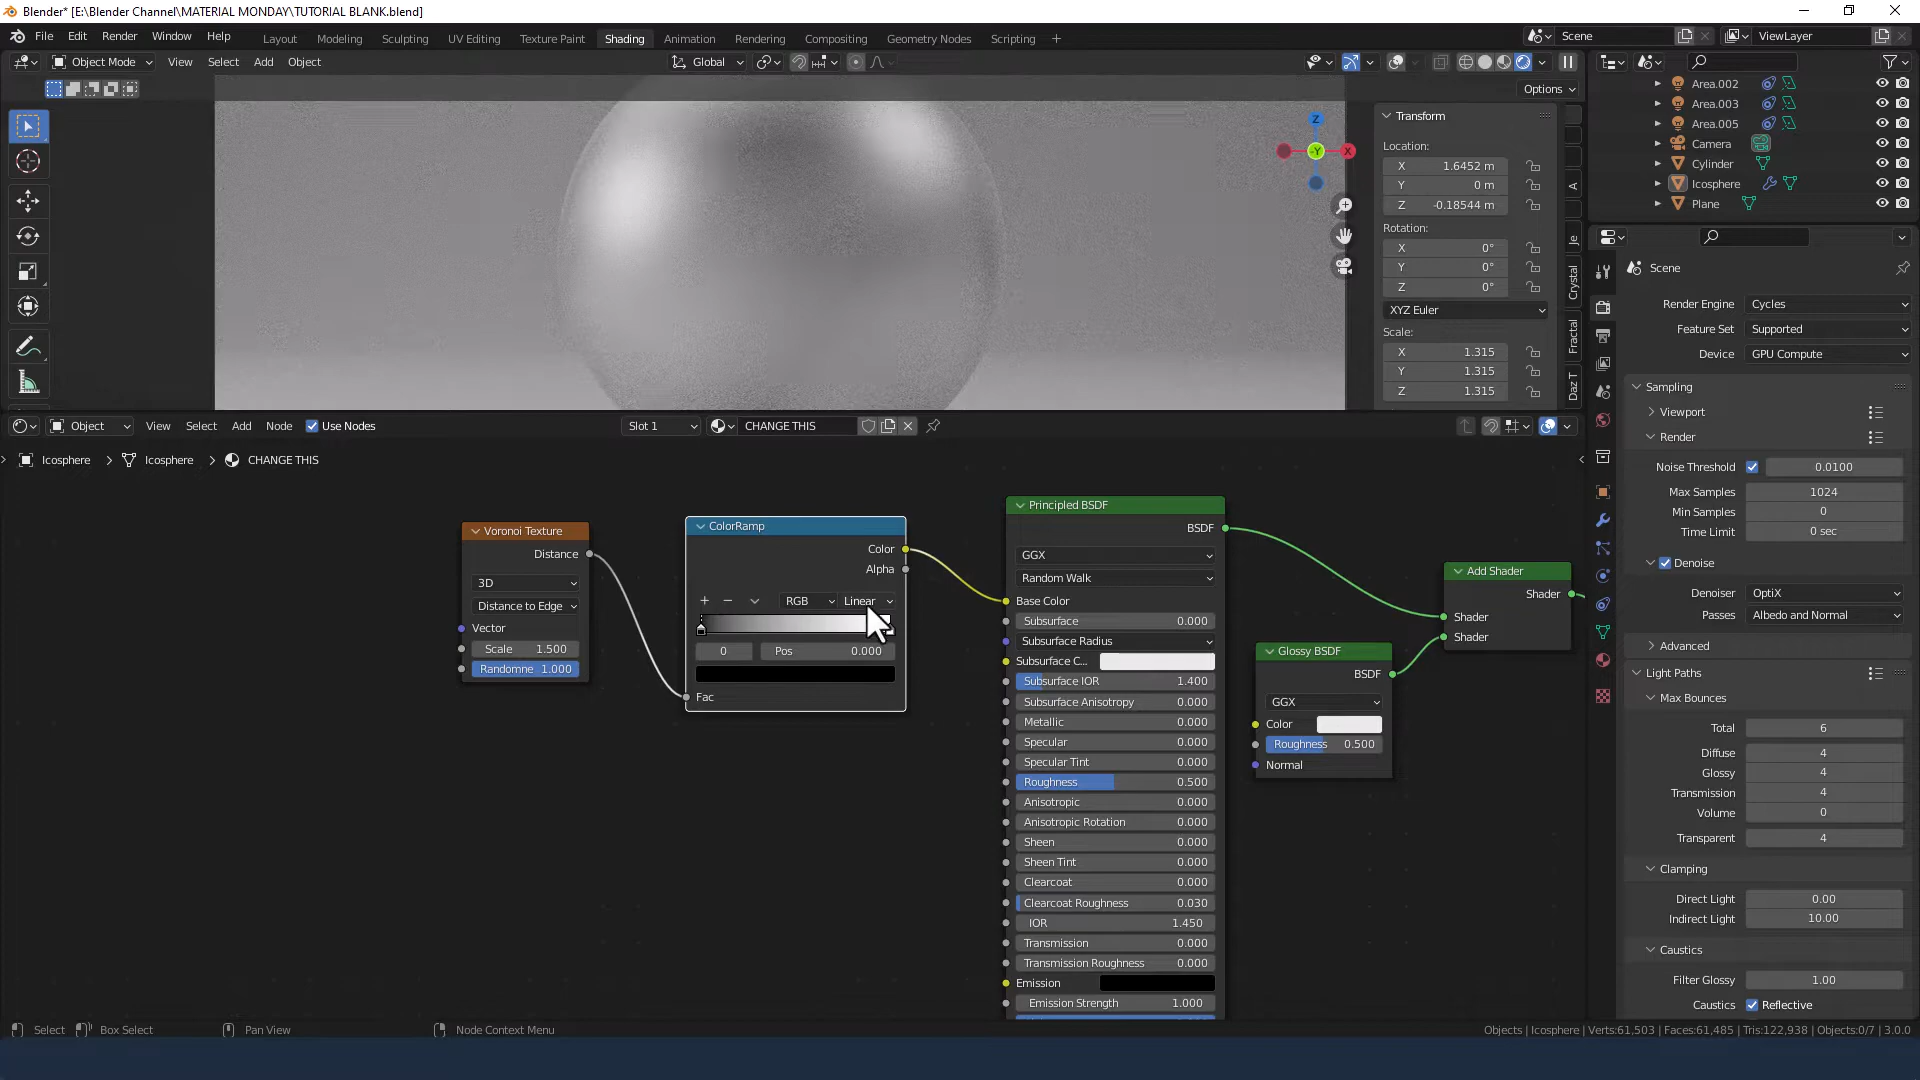 Blender* [E:\Blender Channel\MATERIAL MONDAY\TUTORIAL BLANK.blend]
File Edit Render Window Help
Layout Modeling Sculpting UV Editing Texture Paint Shading Animation Rendering Compositing Geometry Nodes Scripting +
Scene
ViewLayer
Object Mode View Select Add Object
Global
Options
Transform
Location:
X 1.6452 m
Y 0 m
Z -0.18544 m
Rotation:
X 0°
Y 0°
Z 0°
XYZ Euler
Scale:
X 1.315
Y 1.315
Z 1.315
Z
-Y
X
A
Je
Crystal
Fractal
Daz T
Area.002
Area.003
Area.005
Camera
Cylinder
Icosphere
Plane
Scene
Render Engine Cycles
Feature Set Supported
Device GPU Compute
Sampling
Viewport
Render
Noise Threshold 0.0100
Max Samples 1024
Min Samples 0
Time Limit 0 sec
Denoise
Denoiser OptiX
Passes Albedo and Normal
Advanced
Light Paths
Max Bounces
Total 6
Diffuse 4
Glossy 4
Transmission 4
Volume 0
Transparent 4
Clamping
Direct Light 0.00
Indirect Light 10.00
Caustics
Filter Glossy 1.00
Caustics Reflective
Object View Select Add Node Use Nodes
Slot 1
CHANGE THIS
Icosphere > Icosphere > CHANGE THIS
Voronoi Texture
Distance
3D
Distance to Edge
Vector
Scale 1.500
Randomne 1.000
ColorRamp
Color
Alpha
+ − RGB Linear
0 Pos 0.000
Fac
Principled BSDF
BSDF
GGX
Random Walk
Base Color
Subsurface 0.000
Subsurface Radius
Subsurface C...
Subsurface IOR 1.400
Subsurface Anisotropy 0.000
Metallic 0.000
Specular 0.000
Specular Tint 0.000
Roughness 0.500
Anisotropic 0.000
Anisotropic Rotation 0.000
Sheen 0.000
Sheen Tint 0.000
Clearcoat 0.000
Clearcoat Roughness 0.030
IOR 1.450
Transmission 0.000
Transmission Roughness 0.000
Emission
Emission Strength 1.000
Glossy BSDF
BSDF
GGX
Color
Roughness 0.500
Normal
Add Shader
Shader
Shader
Shader
Select Box Select Pan View Node Context Menu
Objects | Icosphere | Verts:61,503 | Faces:61,485 | Tris:122,938 | Objects:0/7 | 3.0.0